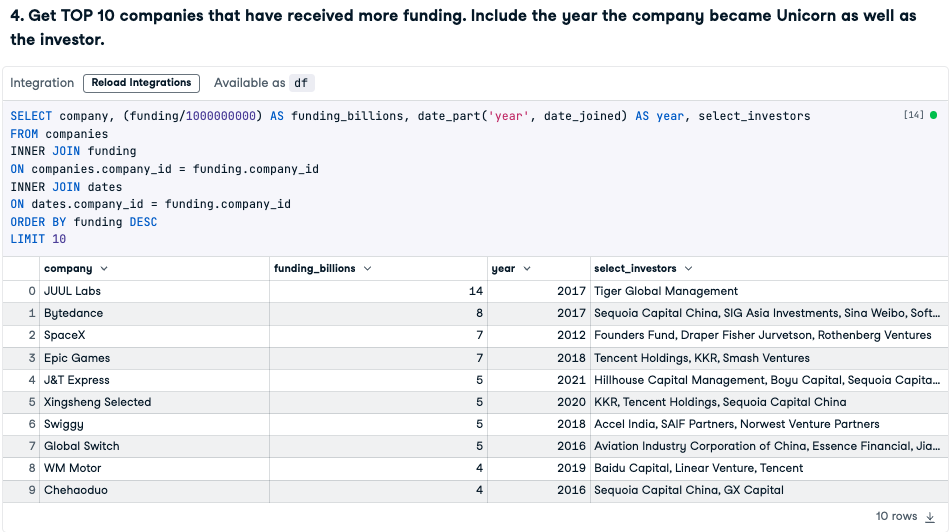 4. Get TOP 10 companies that have received more funding. Include the year the company became Unicorn as well as
the investor.
Integration Reload Integrations Available as df
SELECT company, (funding/1000000000) AS funding_billions, date_part('year', date_joined) AS year, select_investors [14]
FROM companies
INNER JOIN funding
ON companies.company_id = funding.company_id
INNER JOIN dates
ON dates.company_id = funding.company_id
ORDER BY funding DESC
LIMIT 10
company funding_billions year select_investors
0 JUUL Labs 14 2017 Tiger Global Management
1 Bytedance 8 2017 Sequoia Capital China, SIG Asia Investments, Sina Weibo, Soft...
2 SpaceX 7 2012 Founders Fund, Draper Fisher Jurvetson, Rothenberg Ventures
3 Epic Games 7 2018 Tencent Holdings, KKR, Smash Ventures
4 J&T Express 5 2021 Hillhouse Capital Management, Boyu Capital, Sequoia Capita...
5 Xingsheng Selected 5 2020 KKR, Tencent Holdings, Sequoia Capital China
6 Swiggy 5 2018 Accel India, SAIF Partners, Norwest Venture Partners
7 Global Switch 5 2016 Aviation Industry Corporation of China, Essence Financial, Jia...
8 WM Motor 4 2019 Baidu Capital, Linear Venture, Tencent
9 Chehaoduo 4 2016 Sequoia Capital China, GX Capital
10 rows